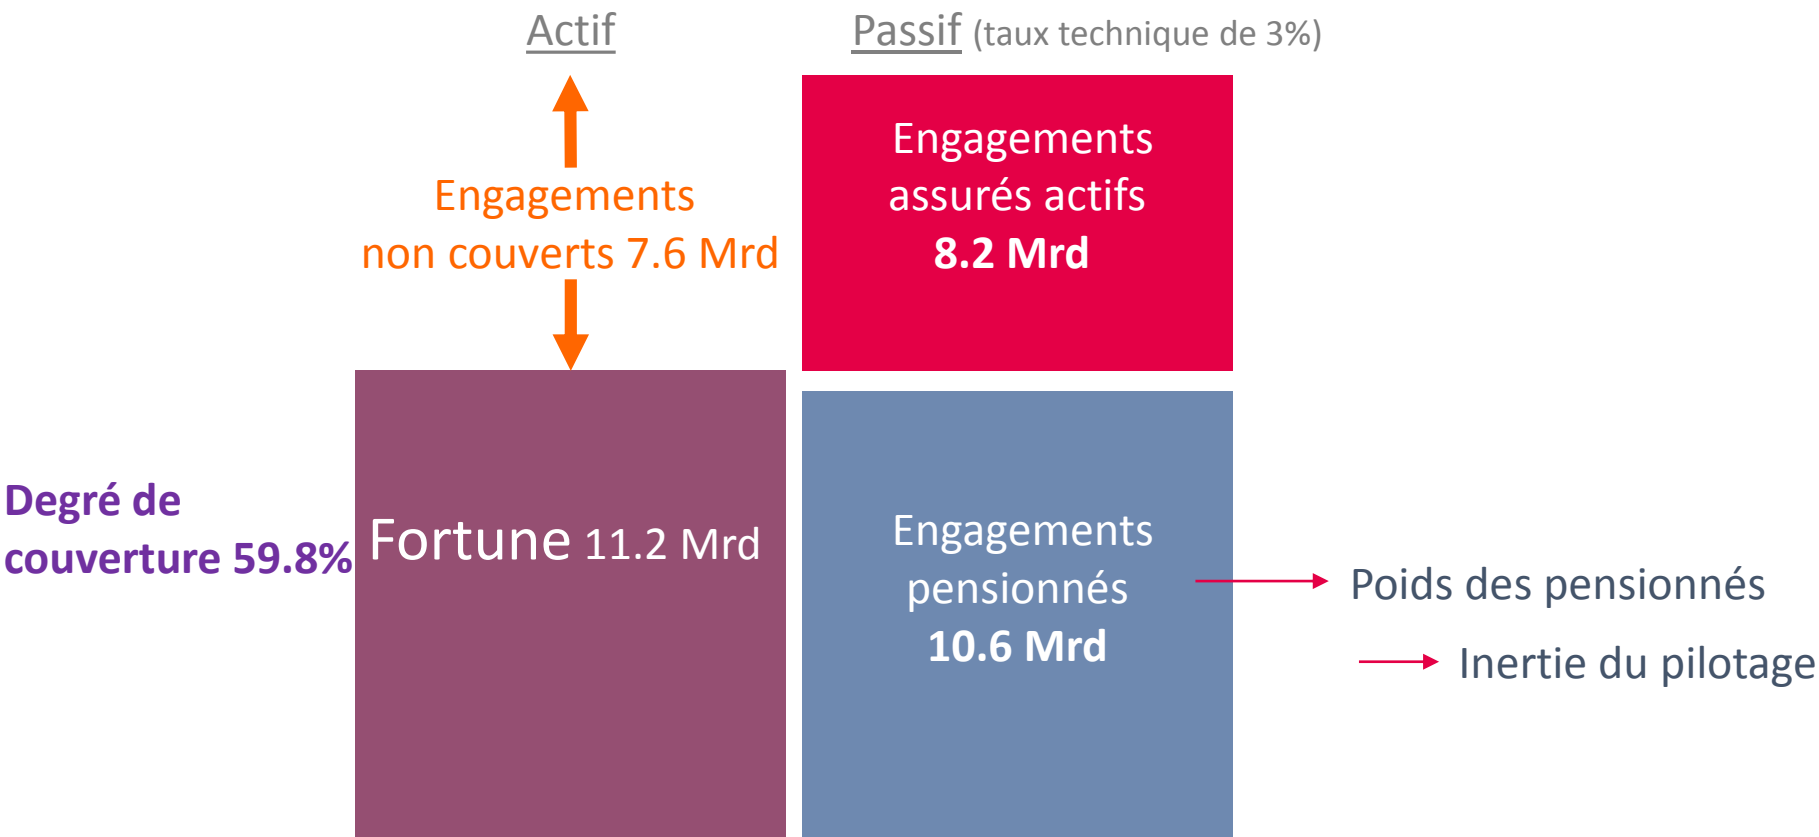 Actif
Passif (taux technique de 3%)
Engagements
non couverts 7.6 Mrd
Engagements
assurés actifs
8.2 Mrd
Degré de
couverture 59.8%
Fortune 11.2 Mrd
Engagements
pensionnés
10.6 Mrd
Poids des pensionnés
Inertie du pilotage